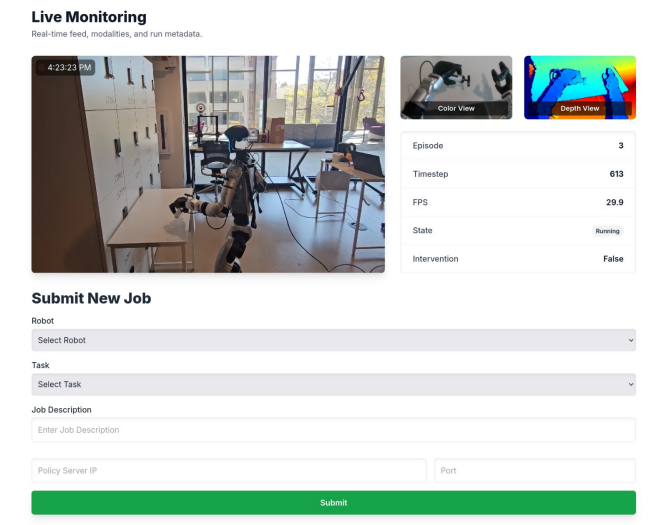 Live Monitoring
Real-time feed, modalities, and run metadata.
4:23:23 PM
Color View
Depth View
Episode 3
Timestep 613
FPS 29.9
State Running
Intervention False
Submit New Job
Robot
Select Robot
Task
Select Task
Job Description
Enter Job Description
Policy Server IP
Port
Submit